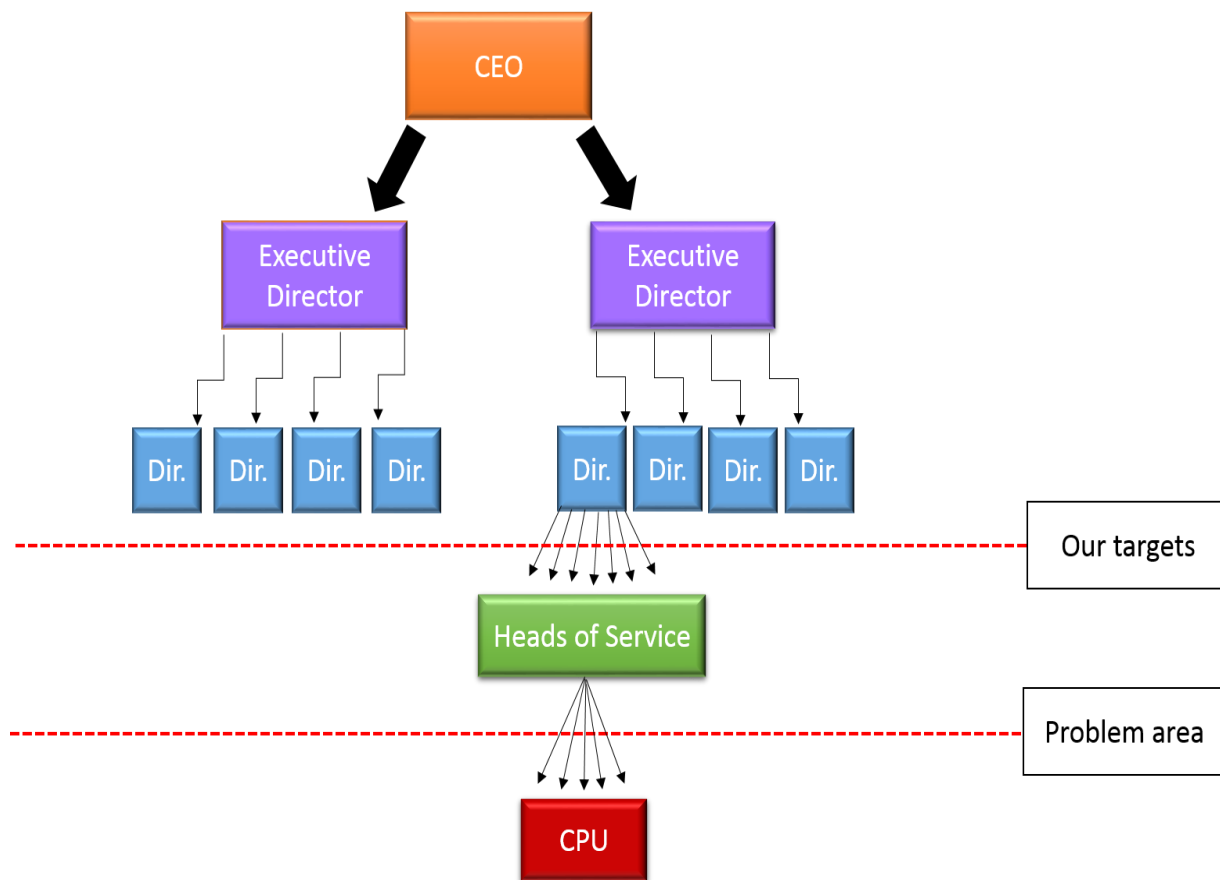 CEO
Executive
Director
Executive
Director
Dir.
Dir.
Dir.
Dir.
Dir.
Dir.
Dir.
Dir.
Our targets
Heads of Service
Problem area
CPU